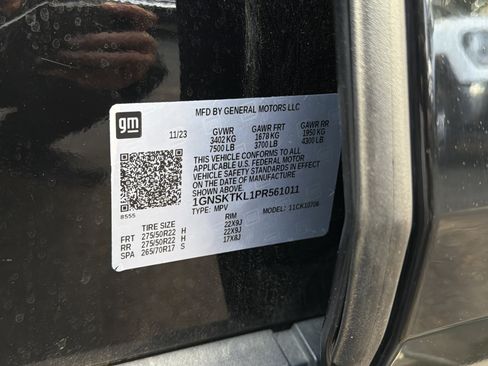 MFD BY GENERAL MOTORS LLC
gm
11/23
GVWR GAWR FRT GAWR RR
3402 KG 1678 KG 1950 KG
7500 LB 3700 LB 4300 LB
THIS VEHICLE CONFORMS TO ALL
APPLICABLE U.S. FEDERAL MOTOR
VEHICLE SAFETY STANDARDS IN
EFFECT ON THE DATE OF MANUFACTURE
SHOWN ABOVE.
1GNSKTKL1PR561011
TYPE: MPV MODEL: 11CK10706
8555
TIRE SIZE RIM
FRT 275/50R22 H 22X9J
RR 275/50R22 H 22X9J
SPA 265/70R17 S 17X8J